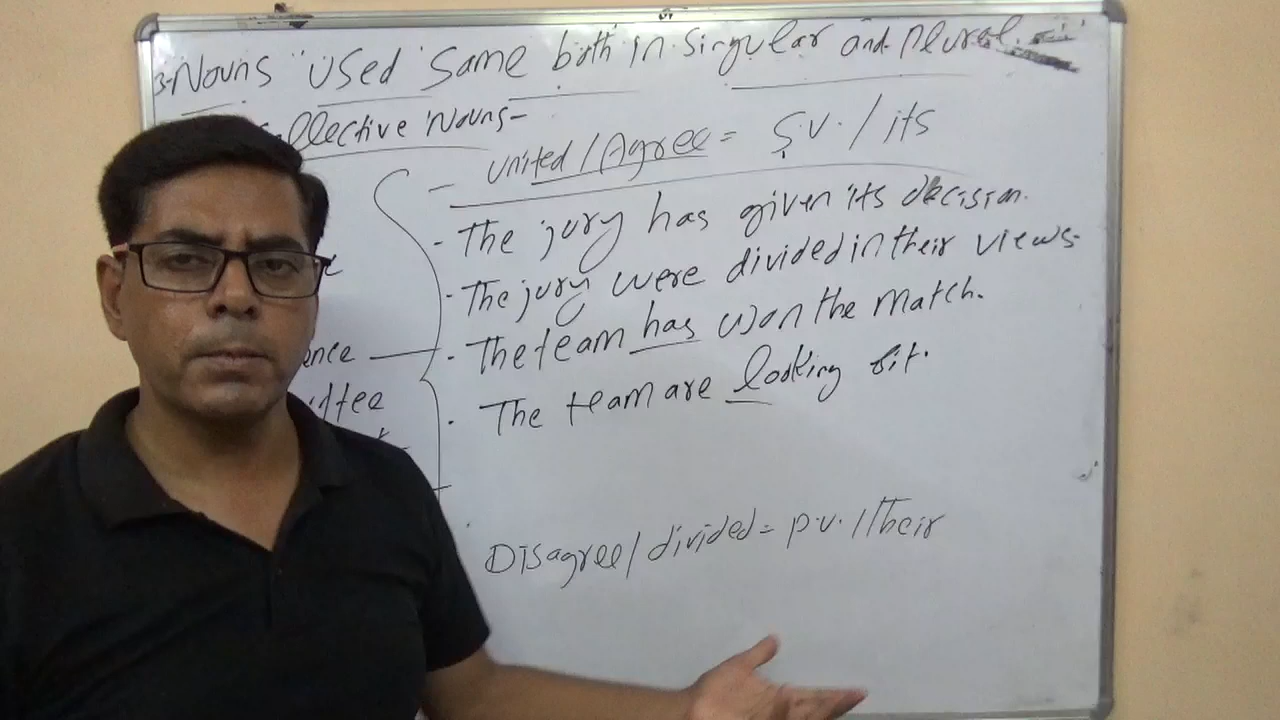 3-Nouns used same both in singular and plural
ollective Nouns-
- united / Agree = S.V. / its
- The jury has given its decision.
- The jury were divided in their views.
ence - The team has won the match.
ittee · The team are looking fit.
Disagree / divided = P.V. / Their